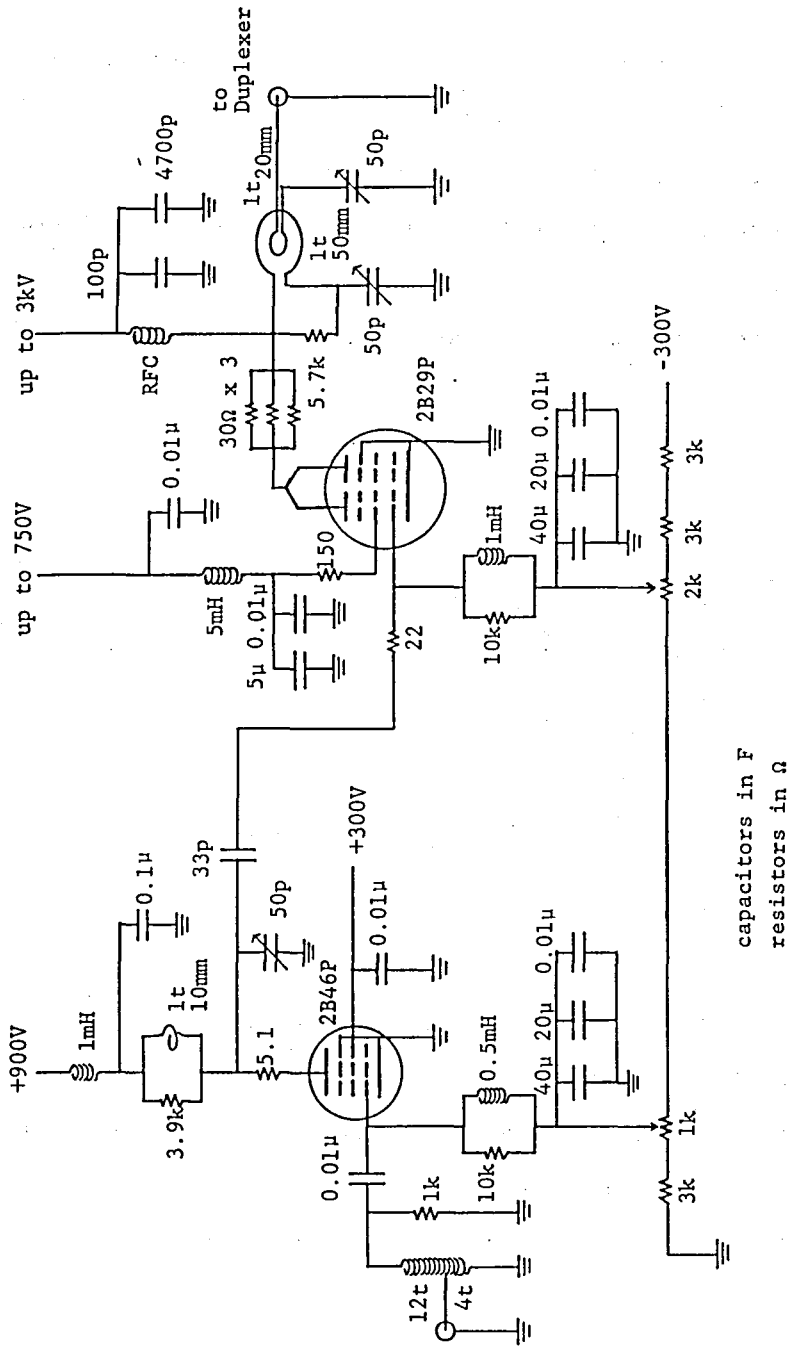 up to 3kV
100p
4700p
to
Duplexer
RFC
30Ω x 3
5.7k
1t
20mm
1t
50mm
50p
50p
up to 750V
0.01μ
5mH
5μ 0.01μ
150
2B29P
22
10k
1mH
40μ 20μ 0.01μ
2k
3k
3k
-300V
+900V
1mH
0.1μ
3.9k
1t
10mm
33p
50p
5.1
2B46P
+300V
0.01μ
0.01μ
12t
4t
1k
10k
0.5mH
40μ 20μ 0.01μ
3k
1k
capacitors in F
resistors in Ω